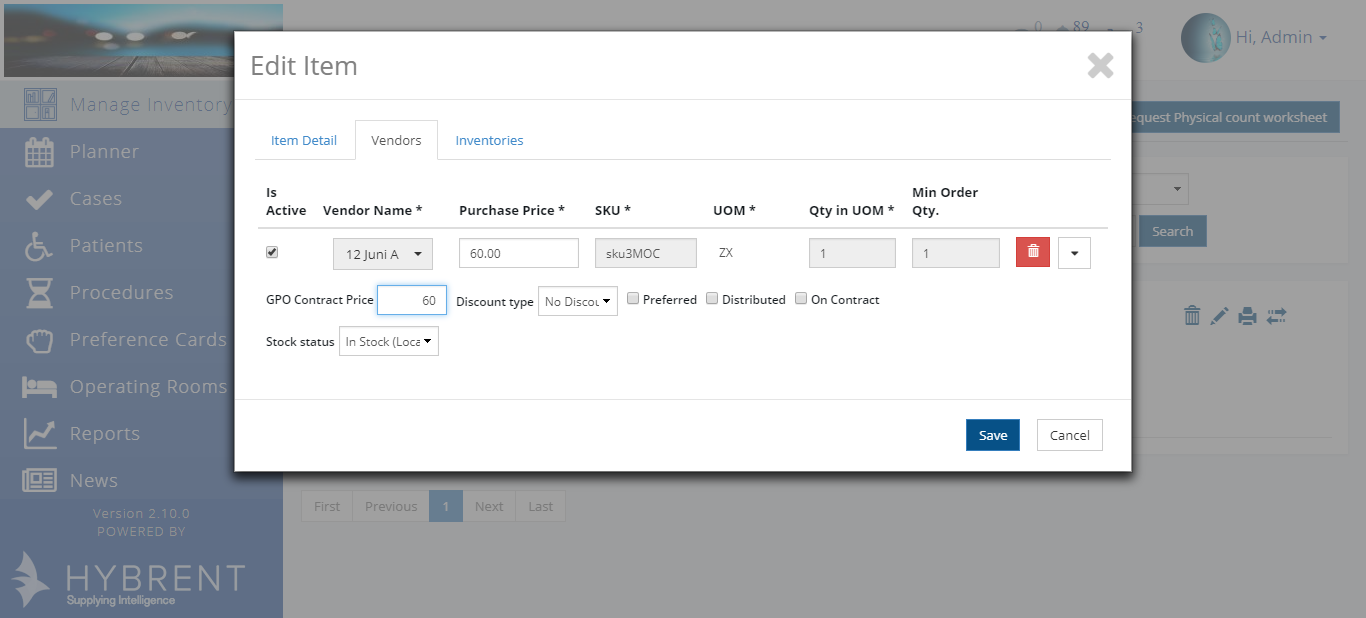 0 89 3
Hi, Admin
Edit Item
Manage Inventory
Planner
Cases
Patients
Procedures
Preference Cards
Operating Rooms
Reports
News
Version 2.10.0
POWERED BY
HYBRENT
Supplying Intelligence
equest Physical count worksheet
Search
Item Detail Vendors Inventories
Is Active Vendor Name * Purchase Price * SKU * UOM * Qty in UOM * Min Order Qty.
12 Juni A 60.00 sku3MOC ZX 1 1
GPO Contract Price 60 Discount type No Discou Preferred Distributed On Contract
Stock status In Stock (Loca
Save Cancel
First Previous 1 Next Last